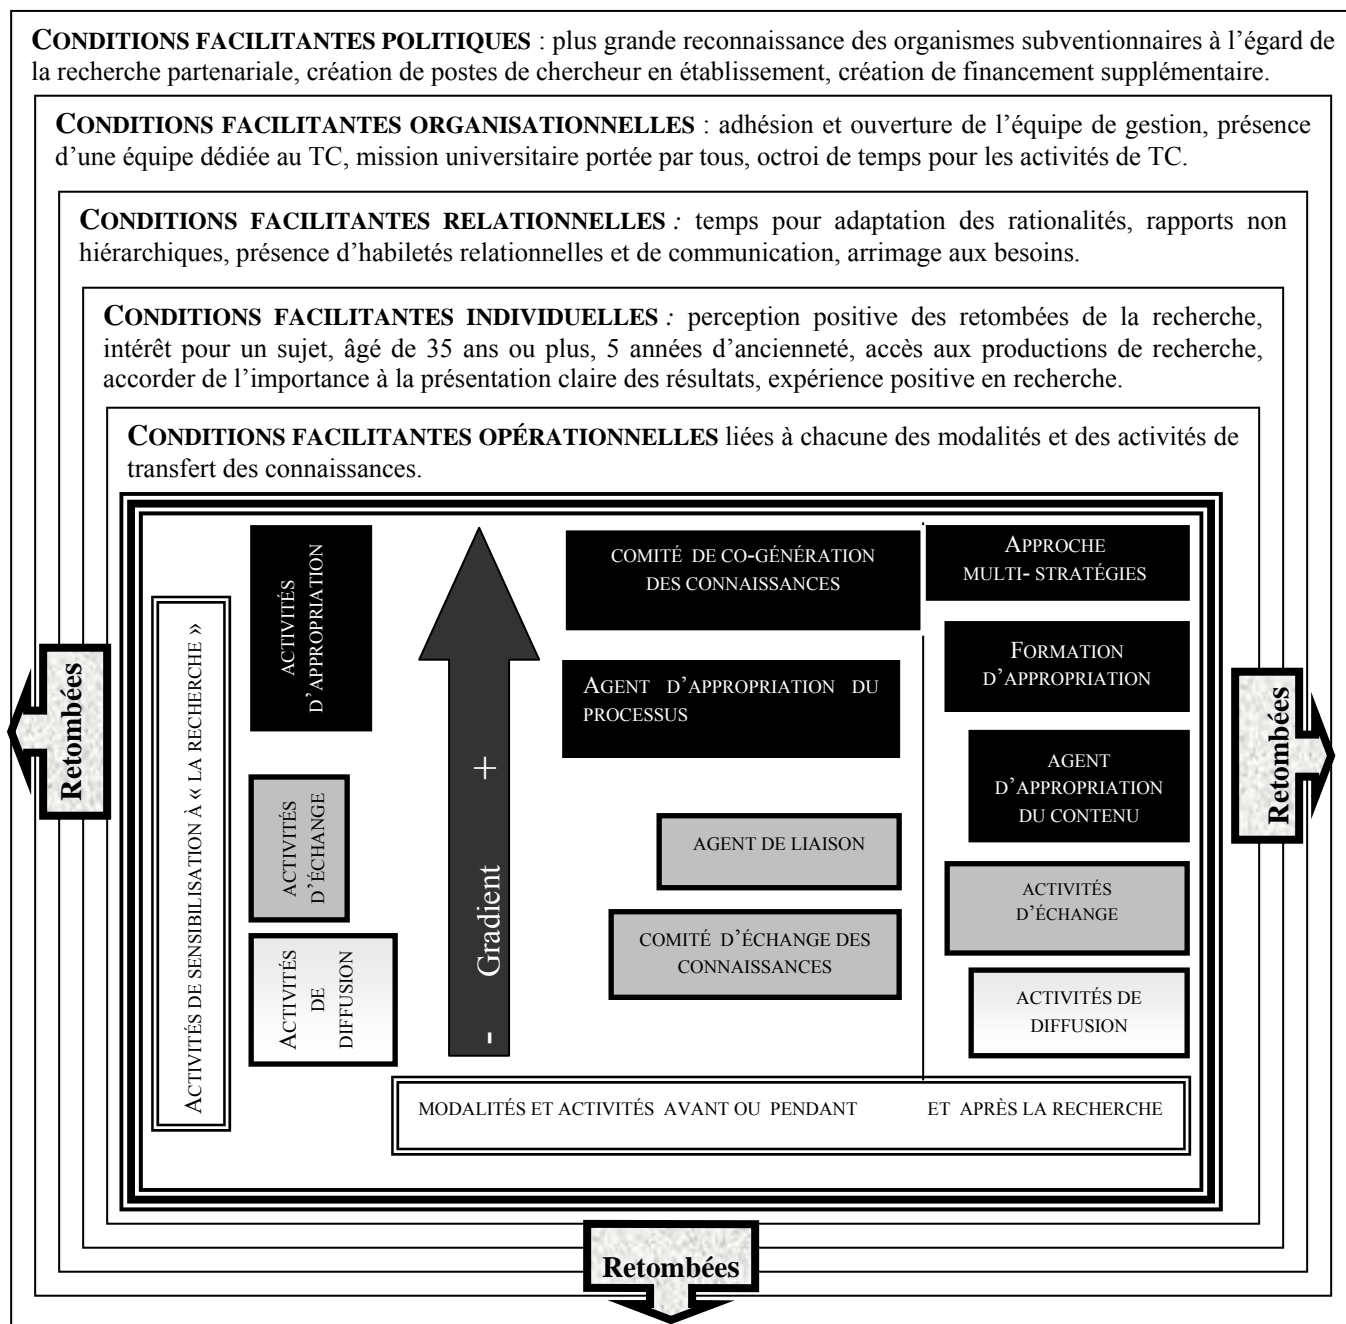 CONDITIONS FACILITANTES POLITIQUES : plus grande reconnaissance des organismes subventionnaires à l'égard de
la recherche partenariale, création de postes de chercheur en établissement, création de financement supplémentaire.
CONDITIONS FACILITANTES ORGANISATIONNELLES : adhésion et ouverture de l'équipe de gestion, présence
d'une équipe dédiée au TC, mission universitaire portée par tous, octroi de temps pour les activités de TC.
CONDITIONS FACILITANTES RELATIONNELLES : temps pour adaptation des rationalités, rapports non
hiérarchiques, présence d'habiletés relationnelles et de communication, arrimage aux besoins.
CONDITIONS FACILITANTES INDIVIDUELLES : perception positive des retombées de la recherche,
intérêt pour un sujet, âgé de 35 ans ou plus, 5 années d'ancienneté, accès aux productions de recherche,
accorder de l'importance à la présentation claire des résultats, expérience positive en recherche.
CONDITIONS FACILITANTES OPÉRATIONNELLES liées à chacune des modalités et des activités de
transfert des connaissances.
Retombées
ACTIVITÉS DE SENSIBILISATION À « LA RECHERCHE »
ACTIVITÉS
D'APPROPRIATION
ACTIVITÉS
D'ÉCHANGE
ACTIVITÉS
DE
DIFFUSION
- Gradient +
COMITÉ DE CO-GÉNÉRATION
DES CONNAISSANCES
AGENT D'APPROPRIATION DU
PROCESSUS
AGENT DE LIAISON
COMITÉ D'ÉCHANGE DES
CONNAISSANCES
APPROCHE
MULTI- STRATÉGIES
FORMATION
D'APPROPRIATION
AGENT
D'APPROPRIATION
DU CONTENU
ACTIVITÉS
D'ÉCHANGE
ACTIVITÉS DE
DIFFUSION
MODALITÉS ET ACTIVITÉS AVANT OU PENDANT ET APRÈS LA RECHERCHE
Retombées
Retombées